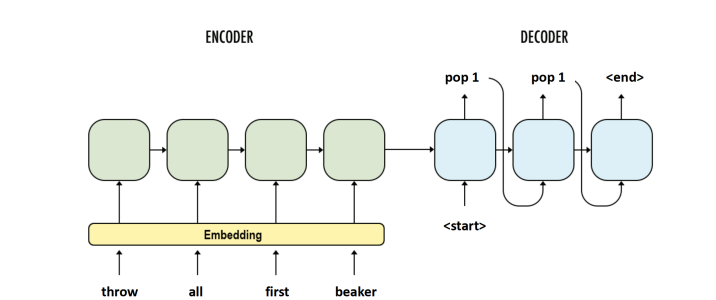 ENCODER DECODER
pop 1 pop 1 <end>
<start>
Embedding
throw all first beaker